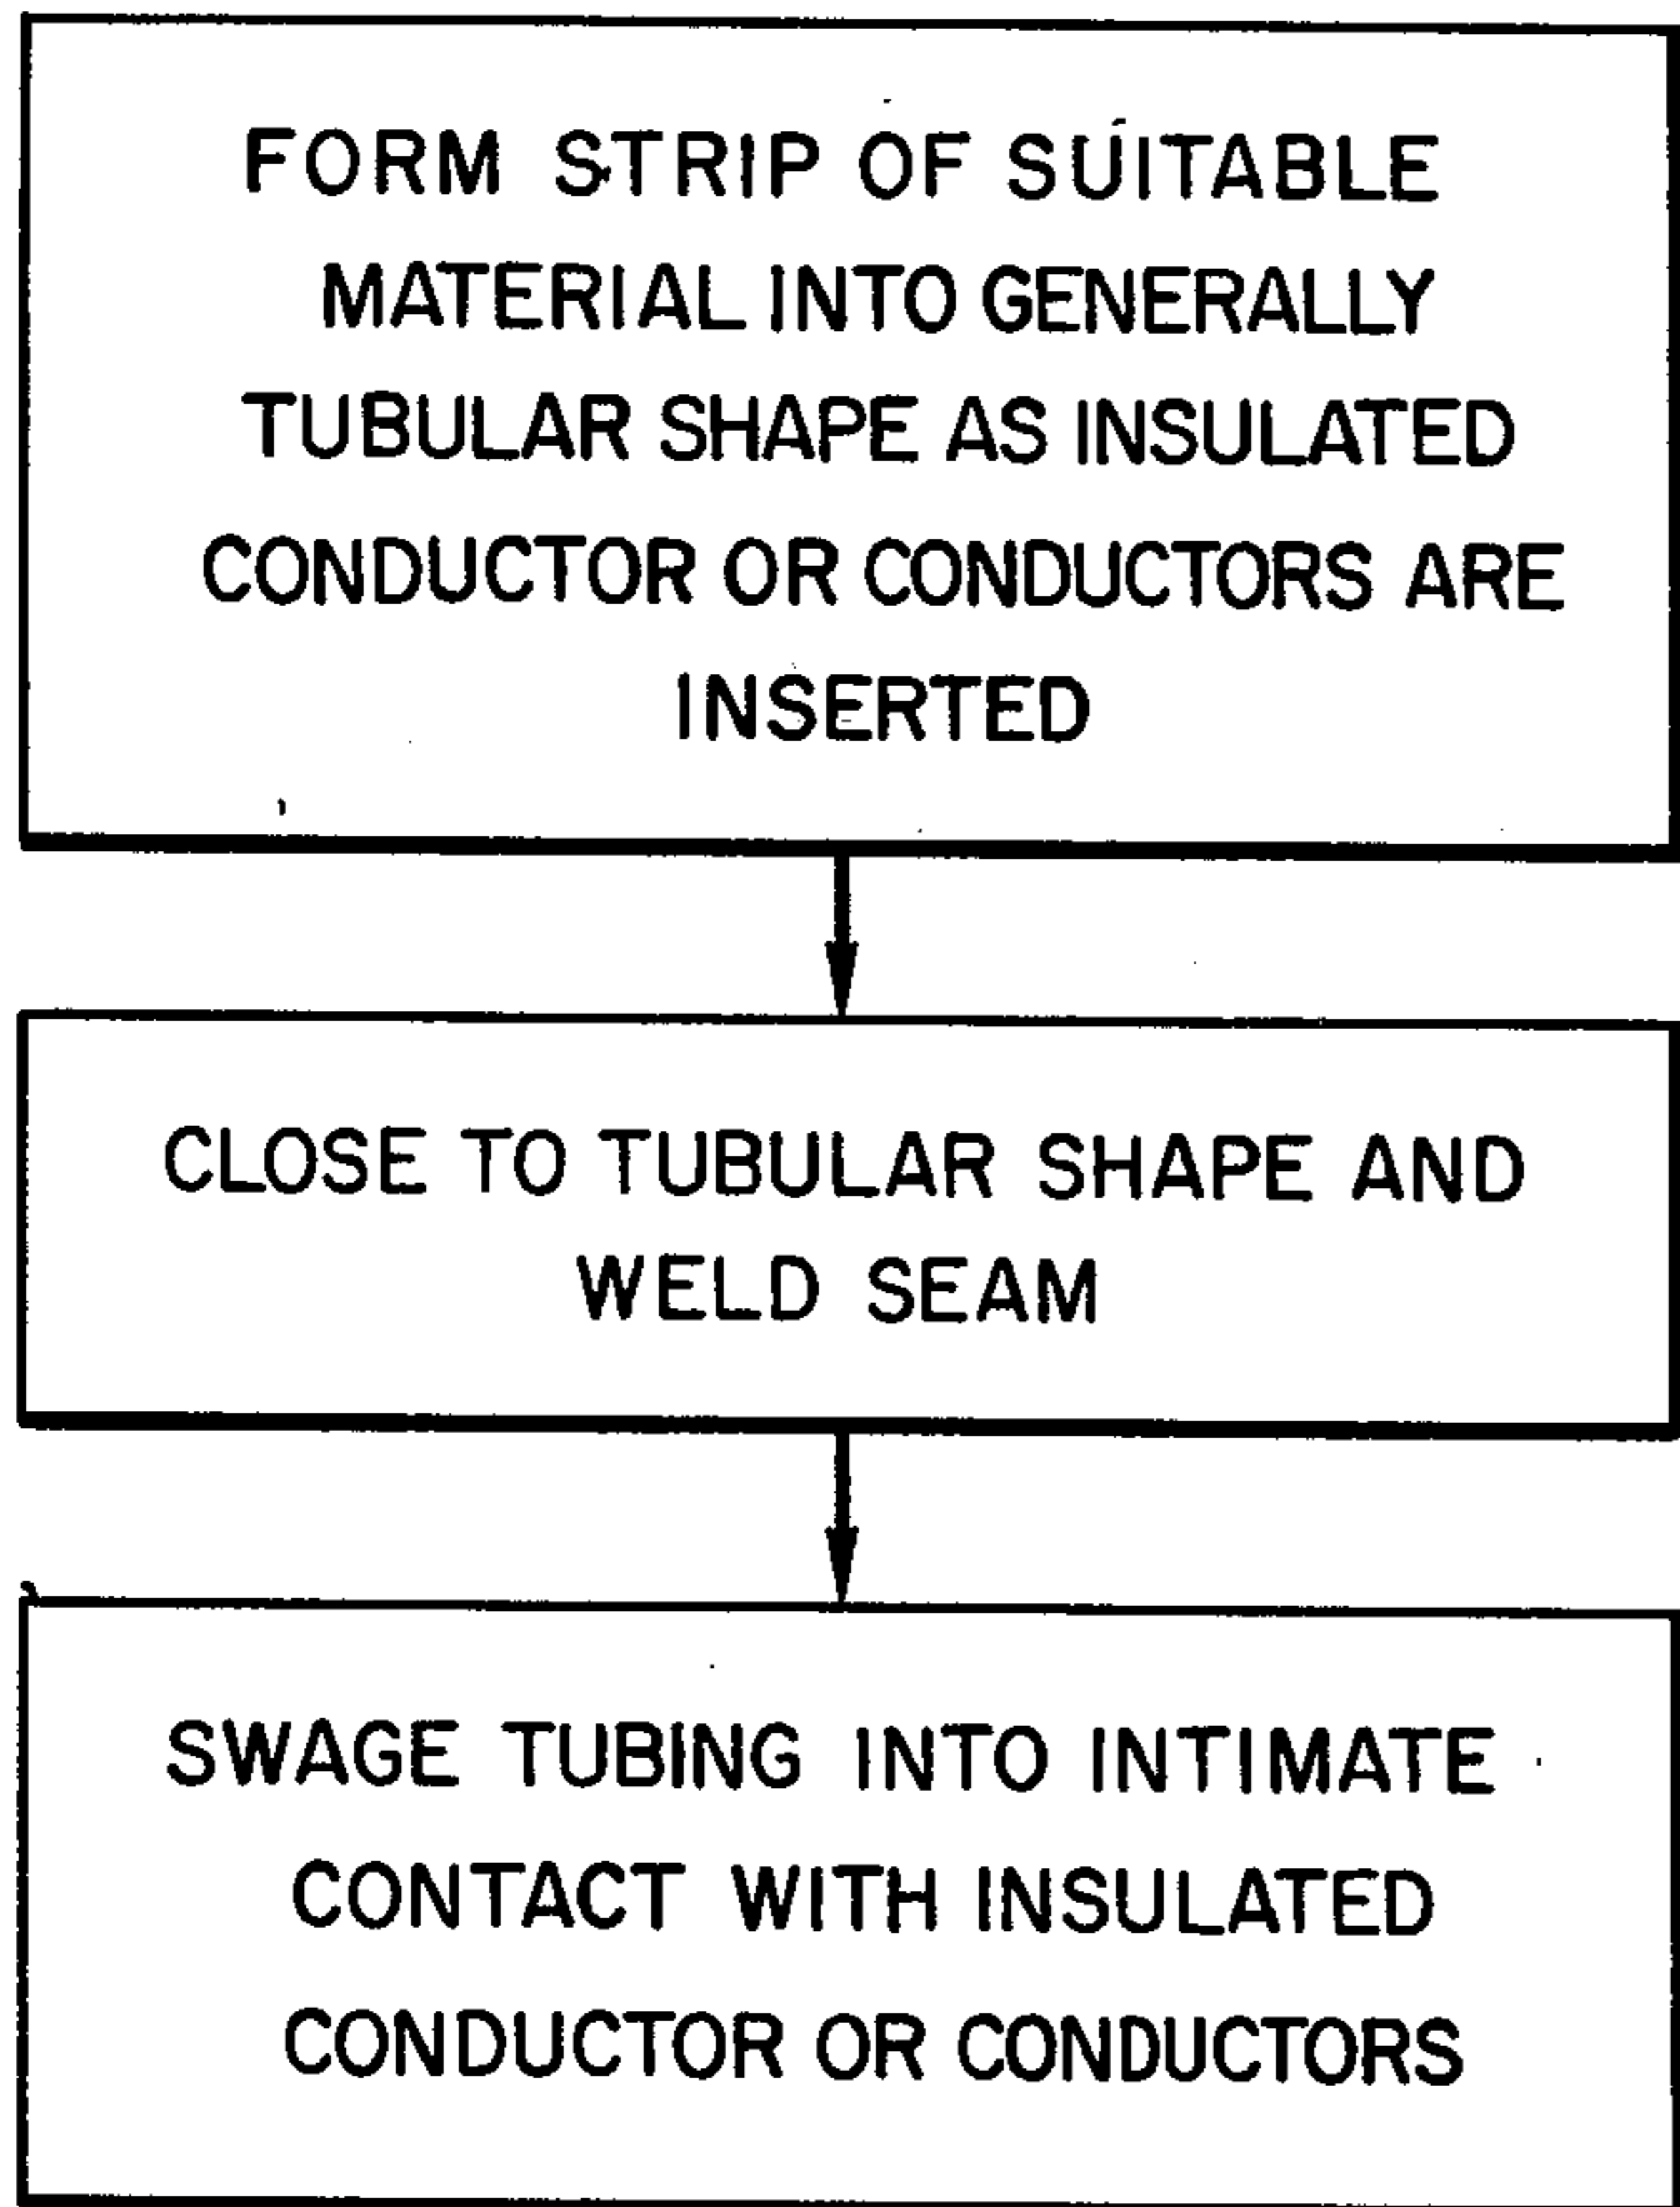 FORM STRIP OF SUITABLE
MATERIAL INTO GENERALLY
TUBULAR SHAPE AS INSULATED
CONDUCTOR OR CONDUCTORS ARE
INSERTED
CLOSE TO TUBULAR SHAPE AND
WELD SEAM
SWAGE TUBING INTO INTIMATE
CONTACT WITH INSULATED
CONDUCTOR OR CONDUCTORS